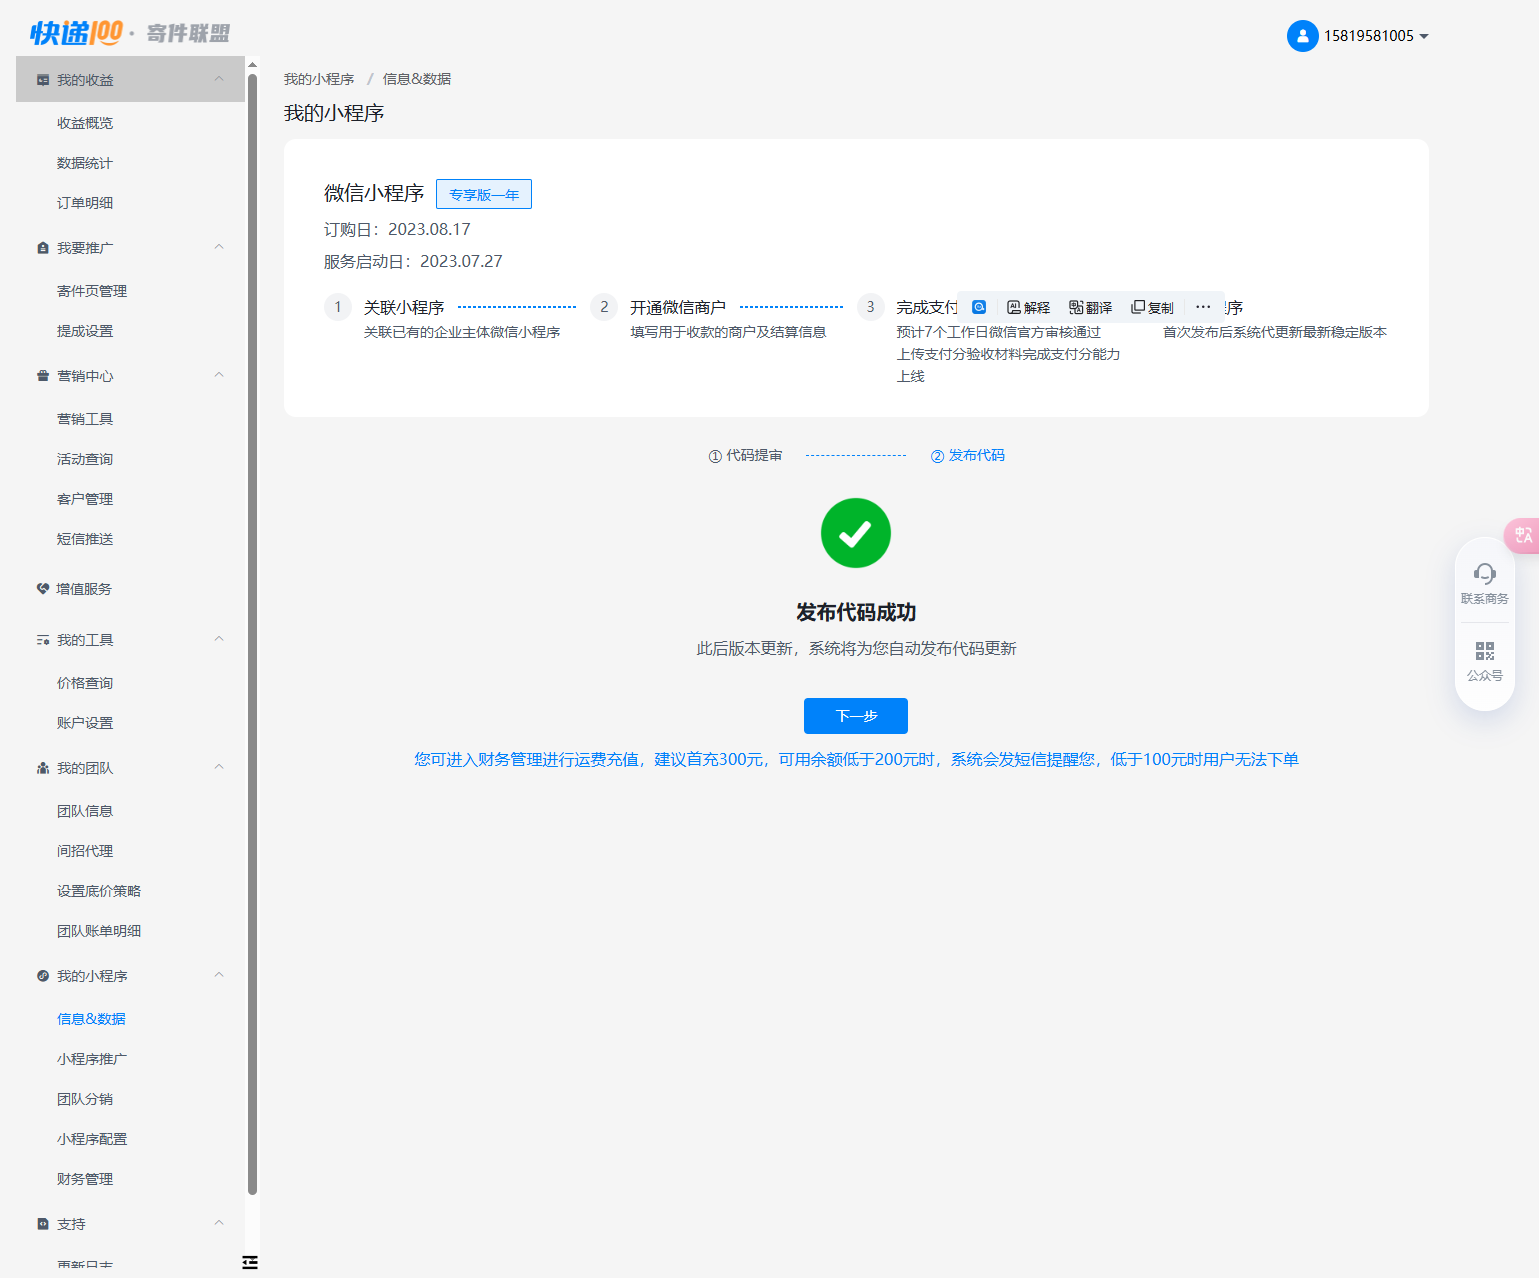 快递100 · 寄件联盟
15819581005
我的收益
收益概览
数据统计
订单明细
我要推广
寄件页管理
提成设置
营销中心
营销工具
活动查询
客户管理
短信推送
增值服务
我的工具
价格查询
账户设置
我的团队
团队信息
间招代理
设置底价策略
团队账单明细
我的小程序
信息&数据
小程序推广
团队分销
小程序配置
财务管理
支持
更新日志
我的小程序 / 信息&数据
我的小程序
微信小程序 专享版一年
订购日：2023.08.17
服务启动日：2023.07.27
1 关联小程序
关联已有的企业主体微信小程序
2 开通微信商户
填写用于收款的商户及结算信息
3 完成支付
预计7个工作日微信官方审核通过
上传支付分验收材料完成支付分能力
上线
解释 翻译 复制 ···
程序
首次发布后系统代更新最新稳定版本
① 代码提审 ② 发布代码
发布代码成功
此后版本更新，系统将为您自动发布代码更新
下一步
您可进入财务管理进行运费充值，建议首充300元，可用余额低于200元时，系统会发短信提醒您，低于100元时用户无法下单
联系商务
公众号